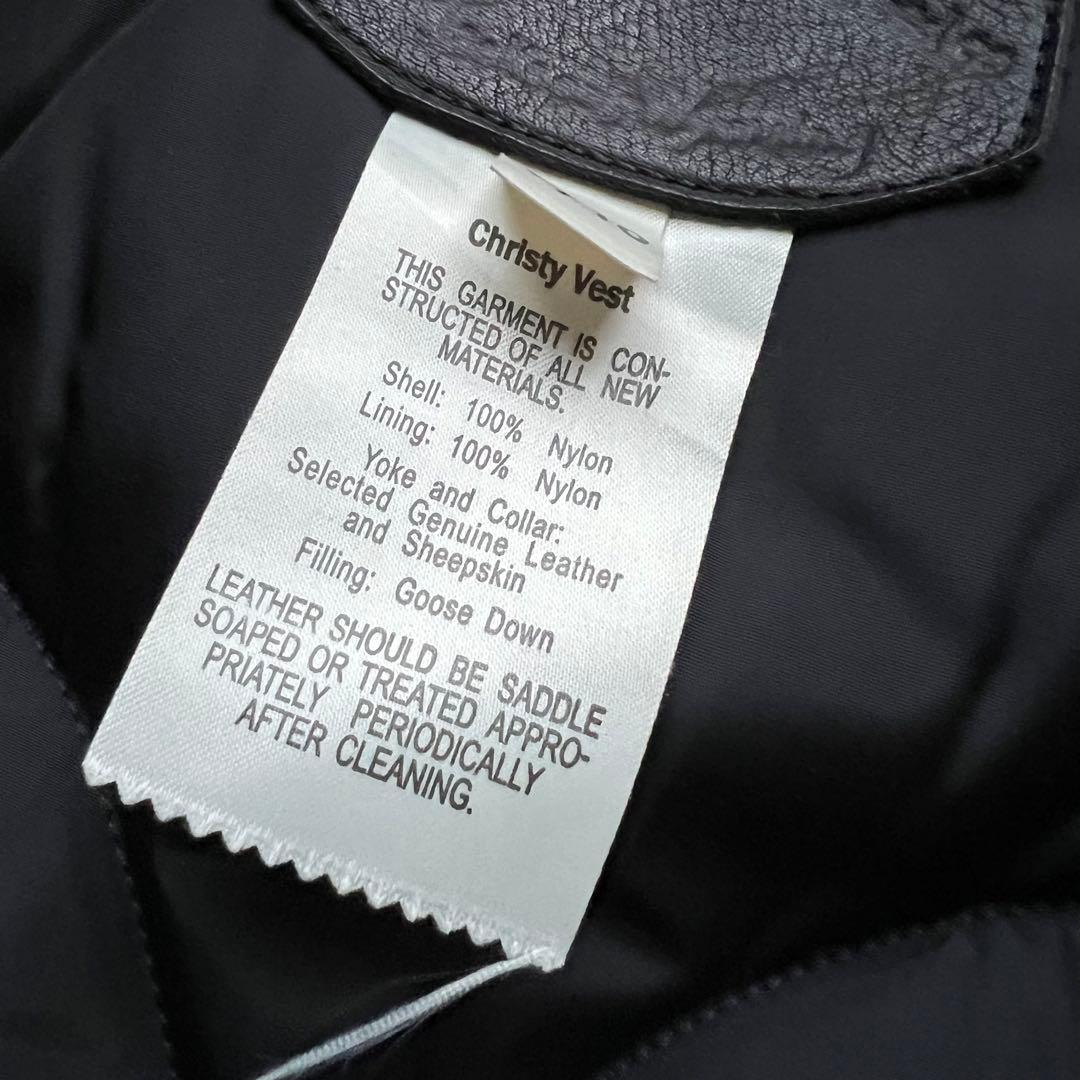 Christy Vest
THIS GARMENT IS CON-
STRUCTED OF ALL NEW
MATERIALS.
Shell: 100% Nylon
Lining: 100% Nylon
Yoke and Collar:
Selected Genuine Leather
and Sheepskin
Filling: Goose Down
LEATHER SHOULD BE SADDLE
SOAPED OR TREATED APPRO-
PRIATELY PERIODICALLY
AFTER CLEANING.